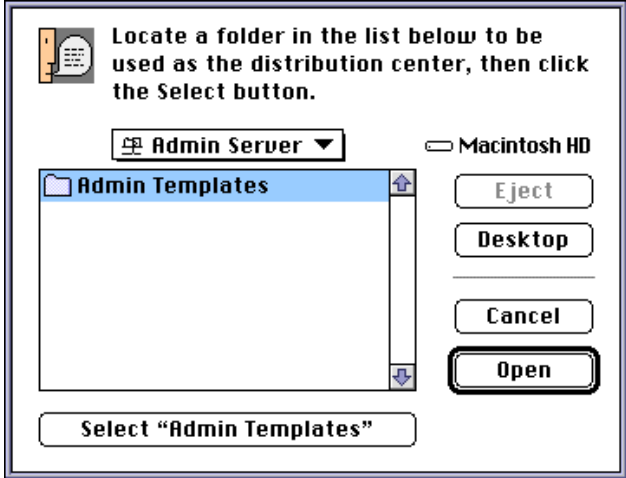 Locate a folder in the list below to be
used as the distribution center, then click
the Select button.
Admin Server
Macintosh HD
Admin Templates
Eject
Desktop
Cancel
Open
Select “Admin Templates”